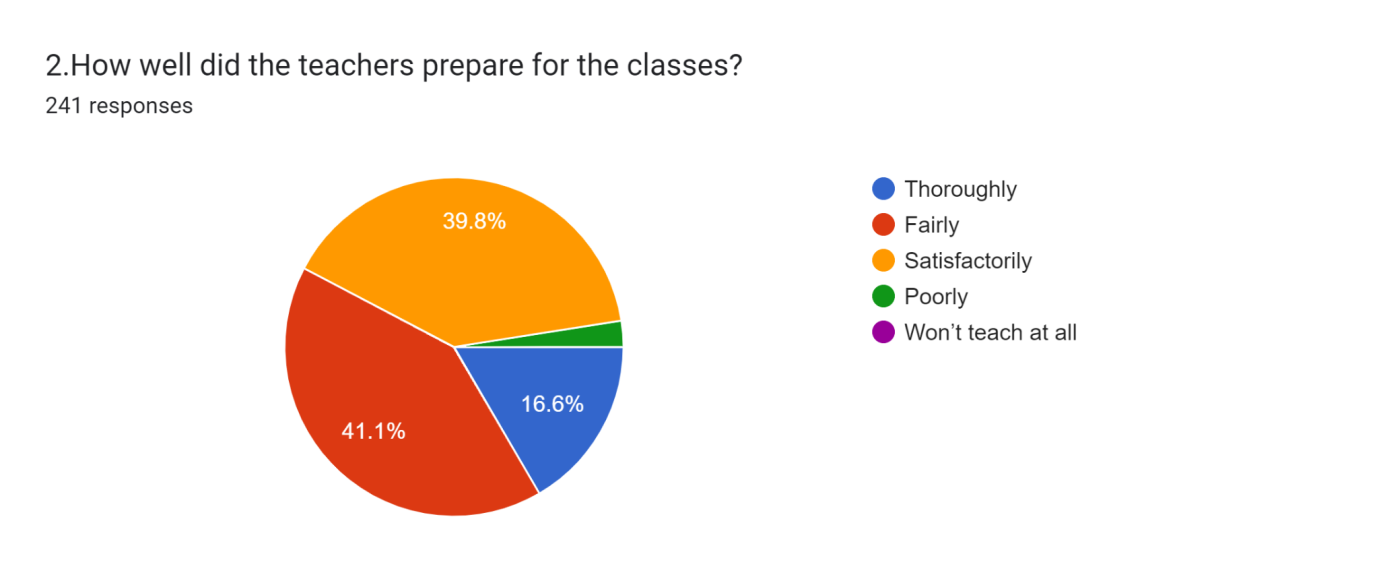 2.How well did the teachers prepare for the classes?
241 responses
39.8%
16.6%
41.1%
Thoroughly
Fairly
Satisfactorily
Poorly
Won’t teach at all